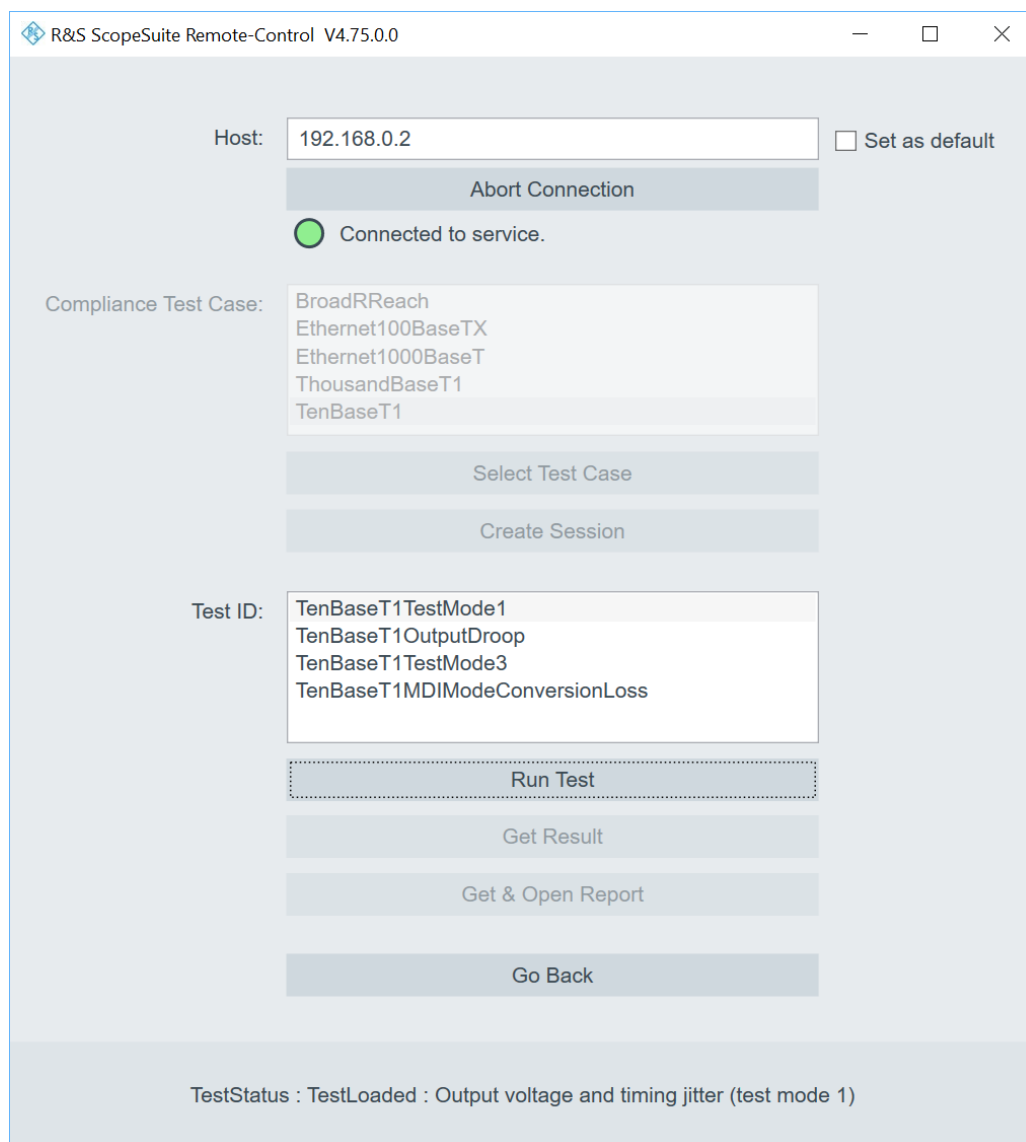 R&S ScopeSuite Remote-Control V4.75.0.0
Host:
192.168.0.2
Set as default
Abort Connection
Connected to service.
Compliance Test Case:
BroadRReach
Ethernet100BaseTX
Ethernet1000BaseT
ThousandBaseT1
TenBaseT1
Select Test Case
Create Session
Test ID:
TenBaseT1TestMode1
TenBaseT1OutputDroop
TenBaseT1TestMode3
TenBaseT1MDIModeConversionLoss
Run Test
Get Result
Get & Open Report
Go Back
TestStatus : TestLoaded : Output voltage and timing jitter (test mode 1)